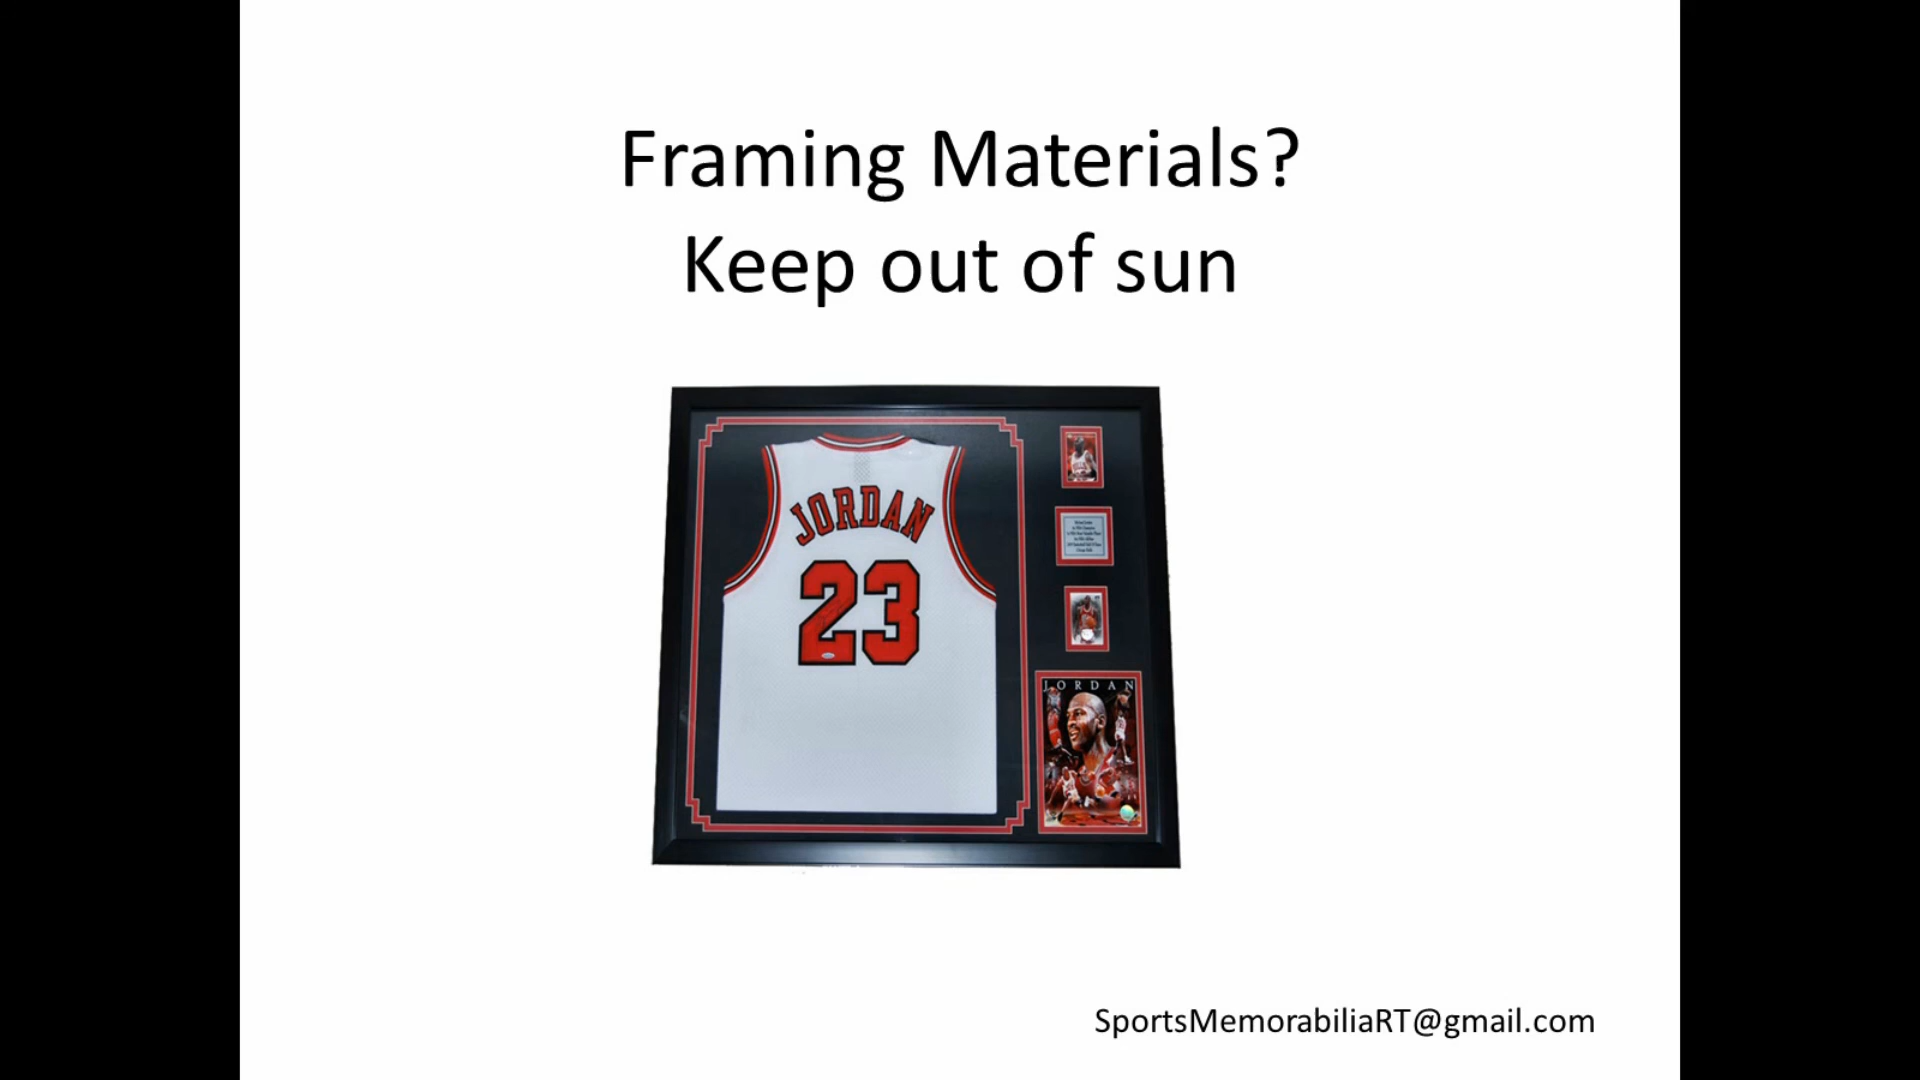 Framing Materials?
Keep out of sun
JORDAN
23
JORDAN
SportsMemorabiliaRT@gmail.com